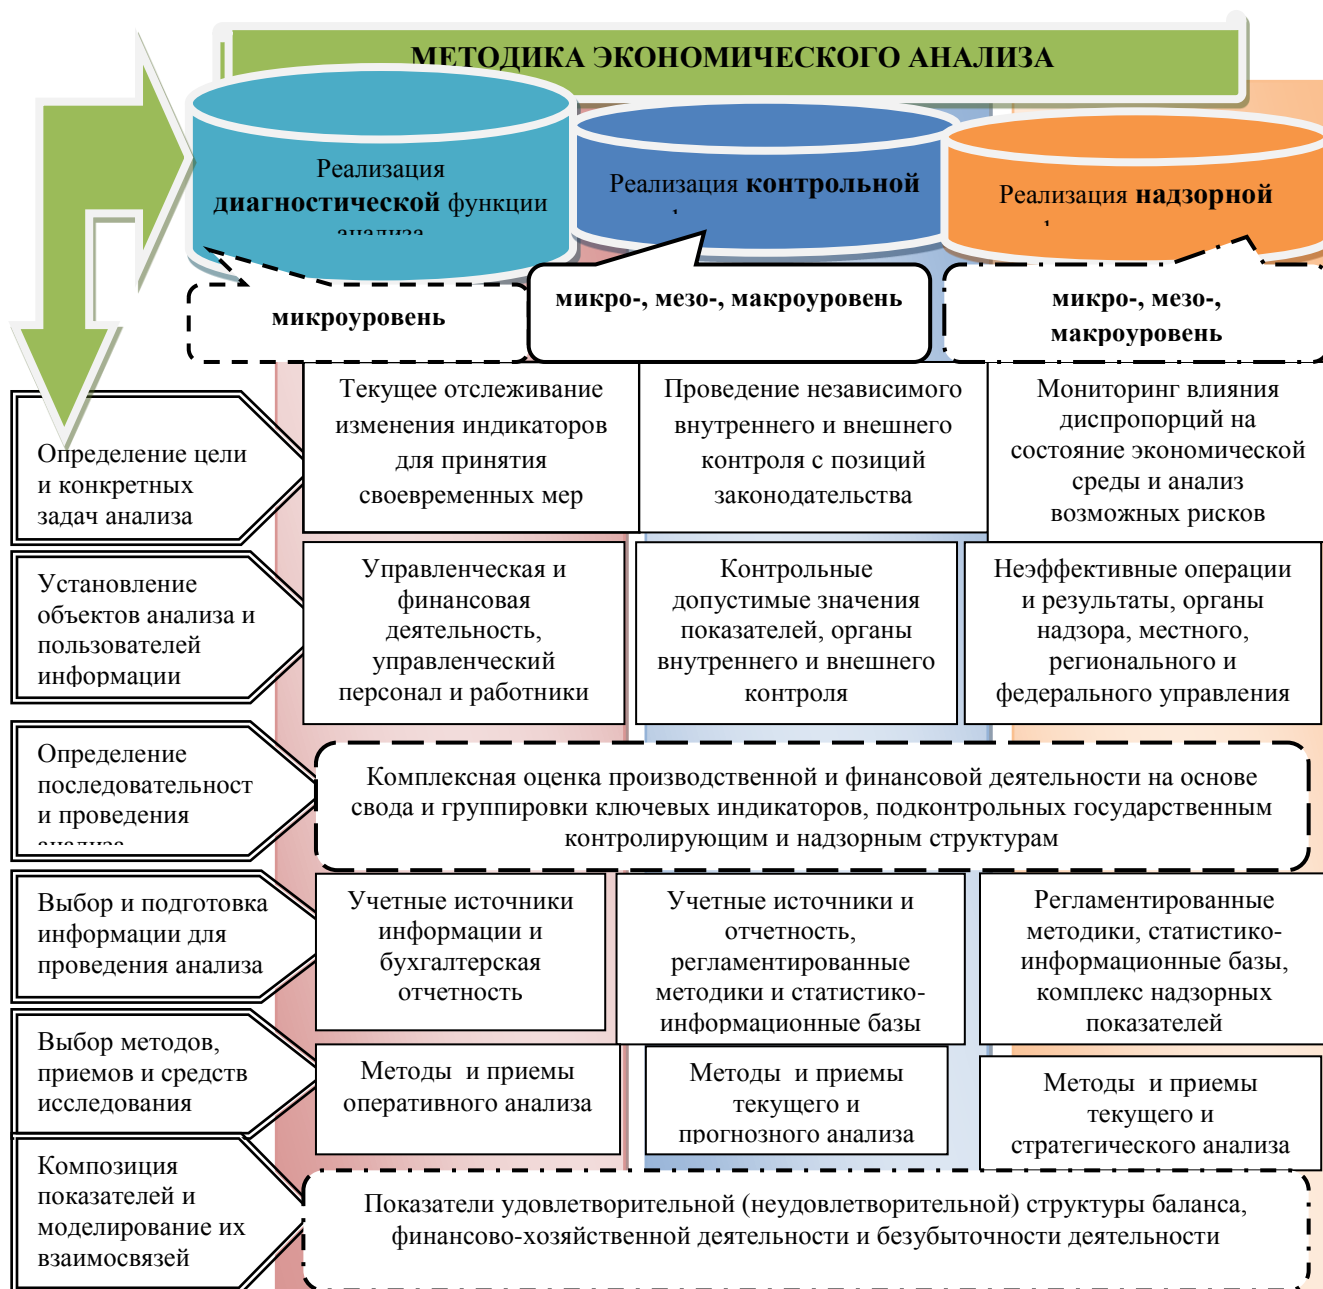 МЕТОДИКА ЭКОНОМИЧЕСКОГО АНАЛИЗА
Реализация
диагностической функции
анализа
Реализация контрольной
Реализация надзорной
микроуровень
микро-, мезо-, макроуровень
микро-, мезо-,
макроуровень
Определение цели
и конкретных
задач анализа
Текущее отслеживание
изменения индикаторов
для принятия
своевременных мер
Проведение независимого
внутреннего и внешнего
контроля с позиций
законодательства
Мониторинг влияния
диспропорций на
состояние экономической
среды и анализ
возможных рисков
Установление
объектов анализа и
пользователей
информации
Управленческая и
финансовая
деятельность,
управленческий
персонал и работники
Контрольные
допустимые значения
показателей, органы
внутреннего и внешнего
контроля
Неэффективные операции
и результаты, органы
надзора, местного,
регионального и
федерального управления
Определение
последовательност
и проведения
анализа
Комплексная оценка производственной и финансовой деятельности на основе
свода и группировки ключевых индикаторов, подконтрольных государственным
контролирующим и надзорным структурам
Выбор и подготовка
информации для
проведения анализа
Учетные источники
информации и
бухгалтерская
отчетность
Учетные источники и
отчетность,
регламентированные
методики и статистико-
информационные базы
Регламентированные
методики, статистико-
информационные базы,
комплекс надзорных
показателей
Выбор методов,
приемов и средств
исследования
Методы и приемы
оперативного анализа
Методы и приемы
текущего и
прогнозного анализа
Методы и приемы
текущего и
стратегического анализа
Композиция
показателей и
моделирование их
взаимосвязей
Показатели удовлетворительной (неудовлетворительной) структуры баланса,
финансово-хозяйственной деятельности и безубыточности деятельности